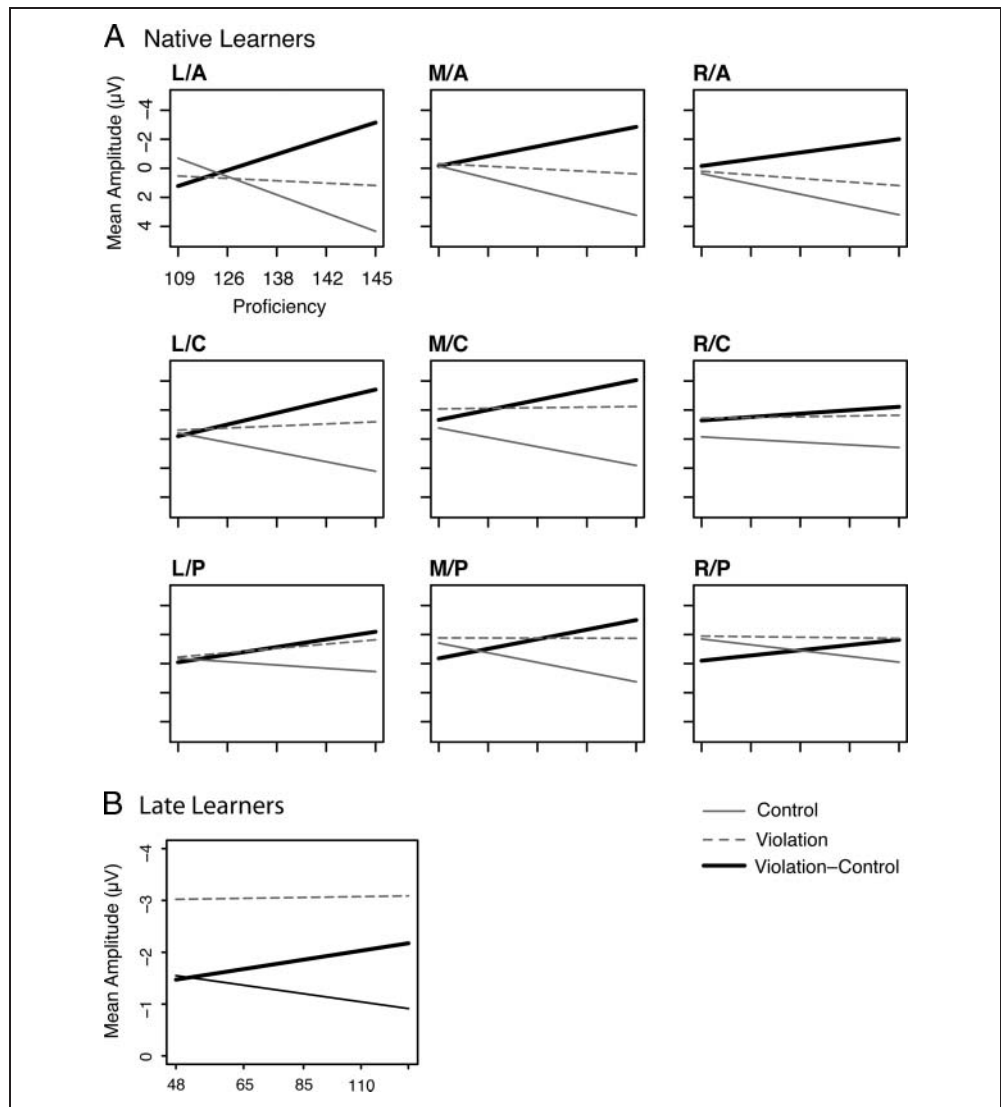 A Native Learners
L/A
M/A
R/A
Mean Amplitude (μV)
-4
-2
0
2
4
109 126 138 142 145
Proficiency
L/C
M/C
R/C
L/P
M/P
R/P
B Late Learners
Mean Amplitude (μV)
-4
-3
-2
-1
0
48 65 85 110
Control
Violation
Violation–Control